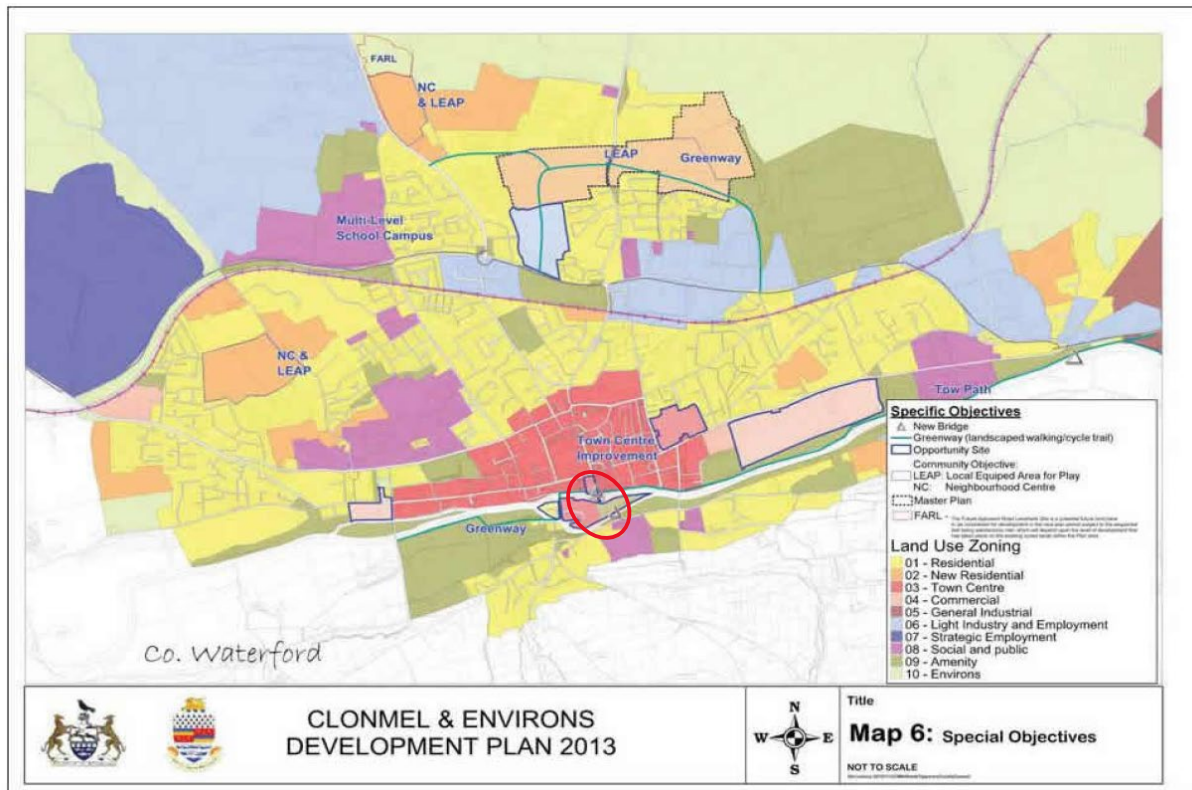 FARL
NC
& LEAP
LEAP
Greenway
Multi-Level
School Campus
NC &
LEAP
Town Centre
Improvement
Tow Path
Greenway
Co. Waterford
Specific Objectives
New Bridge
Greenway (landscaped walking/cycle trail)
Opportunity Site
Community Objective:
LEAP: Local Equiped Area for Play
NC: Neighbourhood Centre
Master Plan
FARL -
Land Use Zoning
01 - Residential
02 - New Residential
03 - Town Centre
04 - Commercial
05 - General Industrial
06 - Light Industry and Employment
07 - Strategic Employment
08 - Social and public
09 - Amenity
10 - Environs
CLONMEL & ENVIRONS
DEVELOPMENT PLAN 2013
N
W E
S
Title
Map 6: Special Objectives
NOT TO SCALE